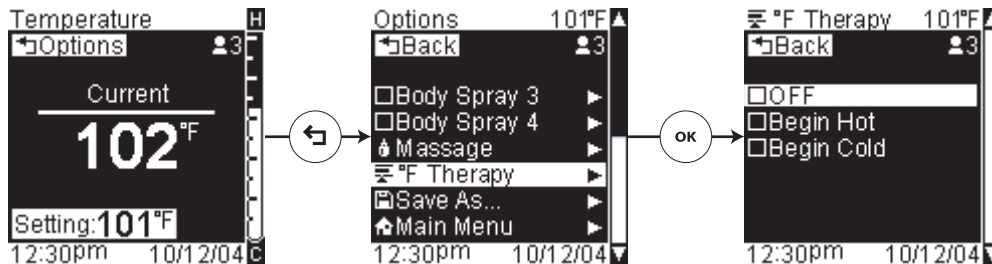 Temperature H
Options 3
Current
102°F
Setting:101°F
12:30pm 10/12/04 C
Options 101°F
Back 3
Body Spray 3
Body Spray 4
Massage
°F Therapy
Save As...
Main Menu
12:30pm 10/12/04
OK
°F Therapy 101°F
Back 3
OFF
Begin Hot
Begin Cold
12:30pm 10/12/04